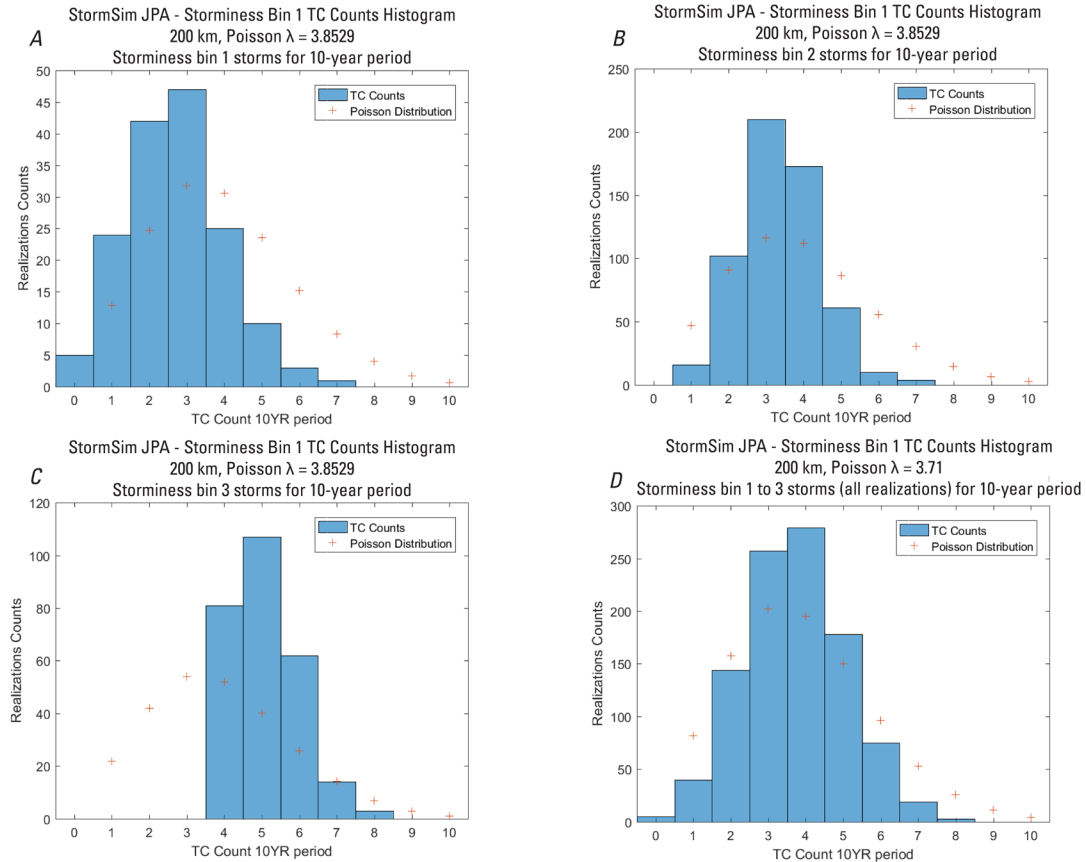 StormSim JPA - Storminess Bin 1 TC Counts Histogram
A
200 km, Poisson λ = 3.8529
Storminess bin 1 storms for 10-year period
50
45
40
35
30
25
20
15
10
5
0
Realizations Counts
TC Counts
Poisson Distribution
0 1 2 3 4 5 6 7 8 9 10
TC Count 10YR period
StormSim JPA - Storminess Bin 1 TC Counts Histogram
B
200 km, Poisson λ = 3.8529
Storminess bin 2 storms for 10-year period
250
200
150
100
50
0
Realizations Counts
TC Counts
Poisson Distribution
0 1 2 3 4 5 6 7 8 9 10
TC Count 10YR period
StormSim JPA - Storminess Bin 1 TC Counts Histogram
C
200 km, Poisson λ = 3.8529
Storminess bin 3 storms for 10-year period
120
100
80
60
40
20
0
Realizations Counts
TC Counts
Poisson Distribution
0 1 2 3 4 5 6 7 8 9 10
TC Count 10YR period
StormSim JPA - Storminess Bin 1 TC Counts Histogram
200 km, Poisson λ = 3.71
D
Storminess bin 1 to 3 storms (all realizations) for 10-year period
300
250
200
150
100
50
0
Realizations Counts
TC Counts
Poisson Distribution
0 1 2 3 4 5 6 7 8 9 10
TC Count 10YR period